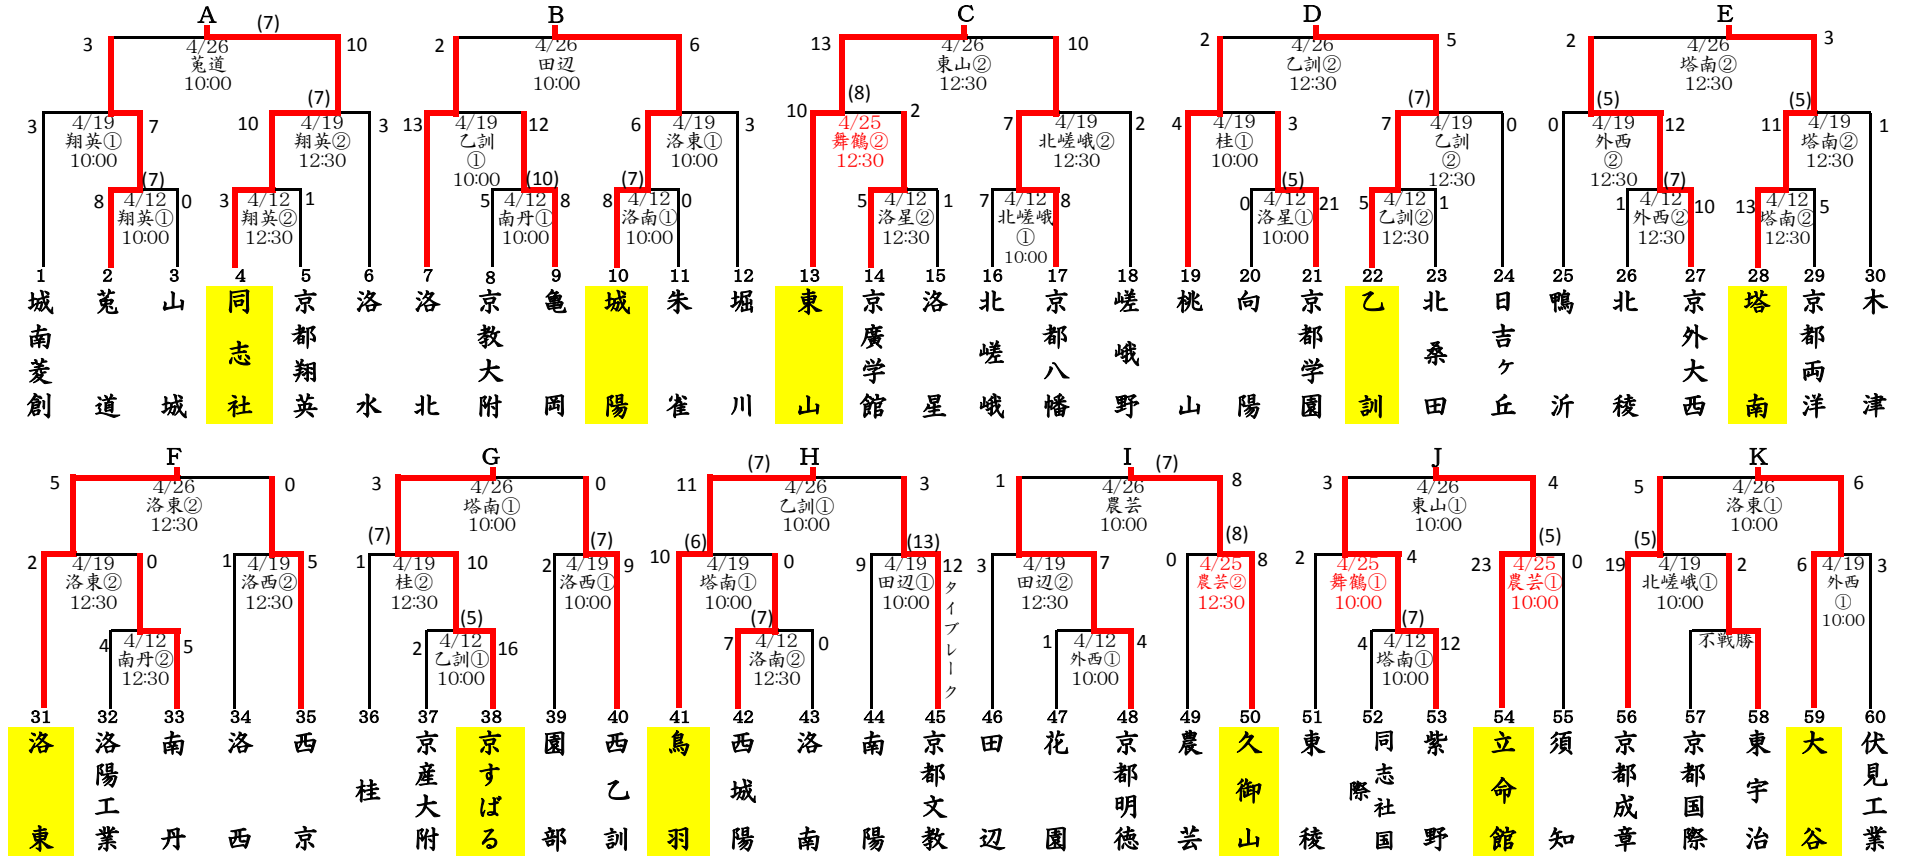 A B C D E
(7)
3 4/26 10 2 4/26 6 13 4/26 10 2 4/26 5 2 4/26 3
莵道 田辺 東山② 乙訓② 塔南②
10:00 10:00 12:30 12:30 12:30
(7) (8) (7) (5) (5)
3 4/19 7 10 4/19 3 13 4/19 12 6 4/19 3 10 4/25 2 7 4/19 2 4 4/19 3 7 4/19 0 0 4/19 12 11 4/19 1
翔英① 翔英② 乙訓① 洛東① 舞鶴② 北嵯峨② 桂① 乙訓② 外西② 塔南②
10:00 12:30 10:00 10:00 12:30 12:30 10:00 12:30 12:30 12:30
(7) (10) (7) (5) (7)
8 4/12 0 3 4/12 1 5 4/12 8 8 4/12 0 5 4/12 1 7 4/12 8 0 4/12 21 5 4/12 1 1 4/12 10 13 4/12 5
翔英① 翔英② 南丹① 洛南① 洛星② 北嵯峨① 洛星① 乙訓② 外西② 塔南②
10:00 12:30 10:00 10:00 12:30 10:00 10:00 12:30 12:30 12:30
1 2 3 4 5 6 7 8 9 10 11 12 13 14 15 16 17 18 19 20 21 22 23 24 25 26 27 28 29 30
城南菱創
莵道
山城
同志社
京都翔英
洛水
洛北
京教大附
亀岡
城陽
朱雀
堀川
東山
京廣学館
洛星
北嵯峨
京都八幡
嵯峨野
桃山
向陽
京都学園
乙訓
北桑田
日吉ケ丘
鴨沂
北稜
京外大西
塔南
京都両洋
木津
F G H I J K
(7) (7)
5 4/26 0 3 4/26 0 11 4/26 3 1 4/26 8 3 4/26 4 5 4/26 6
洛東② 塔南① 乙訓① 農芸 東山① 洛東①
12:30 10:00 10:00 10:00 10:00 10:00
(7) (7) (6) (13) (8) (5) (5)
2 4/19 0 1 4/19 5 1 4/19 10 2 4/19 9 10 4/19 0 9 4/19 12 3 4/19 7 0 4/25 8 2 4/25 4 23 4/25 0 19 4/19 2 6 4/19 3
洛東② 洛西② 桂② 洛西① 塔南① 田辺① 田辺② 農芸② 舞鶴① 農芸① 北嵯峨① 外西①
12:30 12:30 12:30 10:00 10:00 10:00 12:30 12:30 10:00 10:00 10:00 10:00
タイブレーク
(5) (7) (7)
4 4/12 5 2 4/12 16 7 4/12 0 1 4/12 4 4 4/12 12 不戦勝
南丹② 乙訓① 洛南② 外西① 塔南①
12:30 10:00 12:30 10:00 10:00
31 32 33 34 35 36 37 38 39 40 41 42 43 44 45 46 47 48 49 50 51 52 53 54 55 56 57 58 59 60
洛東
洛陽工業
南丹
洛西
西京
桂
京産大附
京すばる
園部
西乙訓
鳥羽
西城陽
洛南
南陽
京都文教
田辺
花園
京都明徳
農芸
久御山
東稜
同志社国際
紫野
立命館
須知
京都成章
京都国際
東宇治
大谷
伏見工業